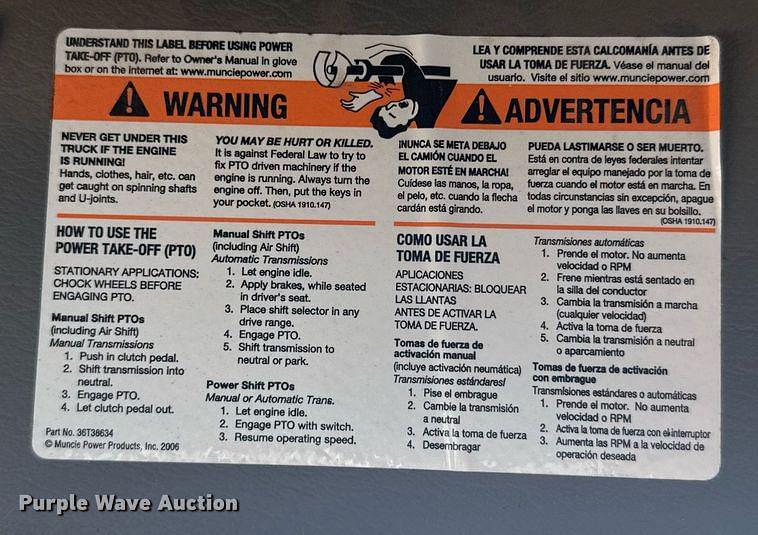 UNDERSTAND THIS LABEL BEFORE USING POWER
TAKE-OFF (PTO). Refer to Owner's Manual in glove
box or on the internet at: www.munciepower.com
WARNING
NEVER GET UNDER THIS
TRUCK IF THE ENGINE
IS RUNNING!
Hands, clothes, hair, etc. can
get caught on spinning shafts
and U-joints.
YOU MAY BE HURT OR KILLED.
It is against Federal Law to try to
fix PTO driven machinery if the
engine is running. Always turn the
engine off. Then, put the keys in
your pocket. (OSHA 1910.147)
HOW TO USE THE
POWER TAKE-OFF (PTO)
STATIONARY APPLICATIONS:
CHOCK WHEELS BEFORE
ENGAGING PTO.
Manual Shift PTOs
(including Air Shift)
Manual Transmissions
1. Push in clutch pedal.
2. Shift transmission into
neutral.
3. Engage PTO.
4. Let clutch pedal out.
Part No. 36T36634
© Muncie Power Products, Inc. 2006
Manual Shift PTOs
(including Air Shift)
Automatic Transmissions
1. Let engine idle.
2. Apply brakes, while seated
in driver's seat.
3. Place shift selector in any
drive range.
4. Engage PTO.
5. Shift transmission to
neutral or park.
Power Shift PTOs
Manual or Automatic Trans.
1. Let engine idle.
2. Engage PTO with switch.
3. Resume operating speed.
LEA Y COMPRENDE ESTA CALCOMANÍA ANTES DE
USAR LA TOMA DE FUERZA. Véase el manual del
usuario. Visite el sitio www.munciepower.com
ADVERTENCIA
¡NUNCA SE META DEBAJO
EL CAMIÓN CUANDO EL
MOTOR ESTÉ EN MARCHA!
Cuídese las manos, la ropa,
el pelo, etc. cuando la flecha
cardán está girando.
PUEDA LASTIMARSE O SER MUERTO.
Está en contra de leyes federales intentar
arreglar el equipo manejado por la toma de
fuerza cuando el motor está en marcha. En
todas circunstancias sin excepción, apague
el motor y ponga las llaves en su bolsillo.
(OSHA 1910.147)
COMO USAR LA
TOMA DE FUERZA
APLICACIONES
ESTACIONARIAS: BLOQUEAR
LAS LLANTAS
ANTES DE ACTIVAR LA
TOMA DE FUERZA.
Tomas de fuerza de
activación manual
(incluye activación neumática)
Transmisiones estándares!
1. Pise el embrague
2. Cambie la transmisión
a neutral
3. Activa la toma de fuerza
4. Desembragar
Transmisiones automáticas
1. Prende el motor. No aumenta
velocidad o RPM
2. Frene mientras está sentado en
la silla del conductor
3. Cambia la transmisión a marcha
(cualquier velocidad)
4. Activa la toma de fuerza
5. Cambia la transmisión a neutral
o aparcamiento
Tomas de fuerza de activación
con embrague
Transmisiones estándares o automáticas
1. Prende el motor. No aumenta
velocidad o RPM
2. Activa la toma de fuerza con el interruptor
3. Aumenta las RPM a la velocidad de
operación deseada
Purple Wave Auction